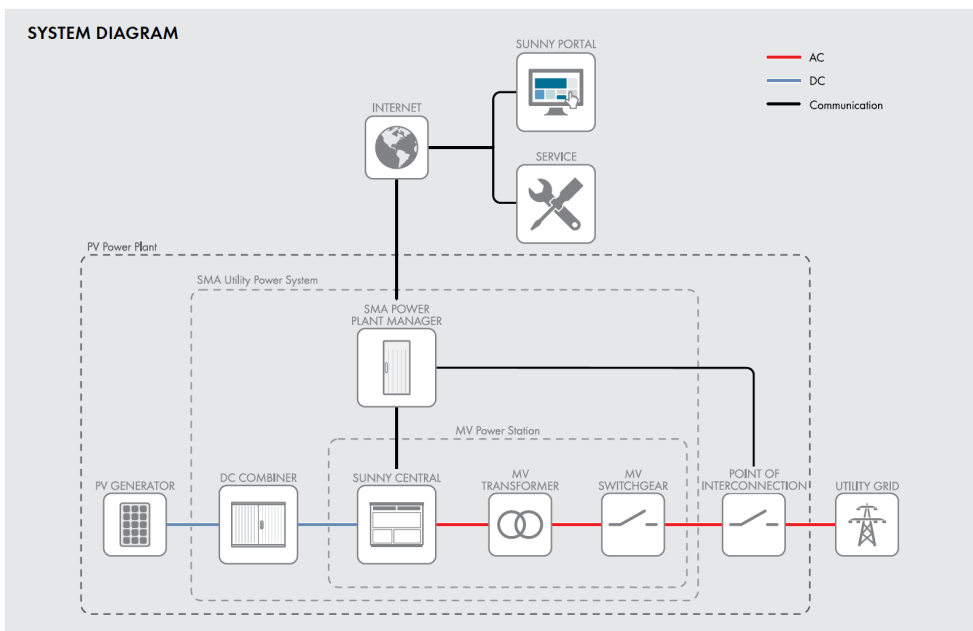 SYSTEM DIAGRAM
SUNNY PORTAL
AC
DC
Communication
INTERNET
SERVICE
PV Power Plant
SMA Utility Power System
SMA POWER
PLANT MANAGER
MV Power Station
PV GENERATOR
DC COMBINER
SUNNY CENTRAL
MV
TRANSFORMER
MV
SWITCHGEAR
POINT OF
INTERCONNECTION
UTILITY GRID